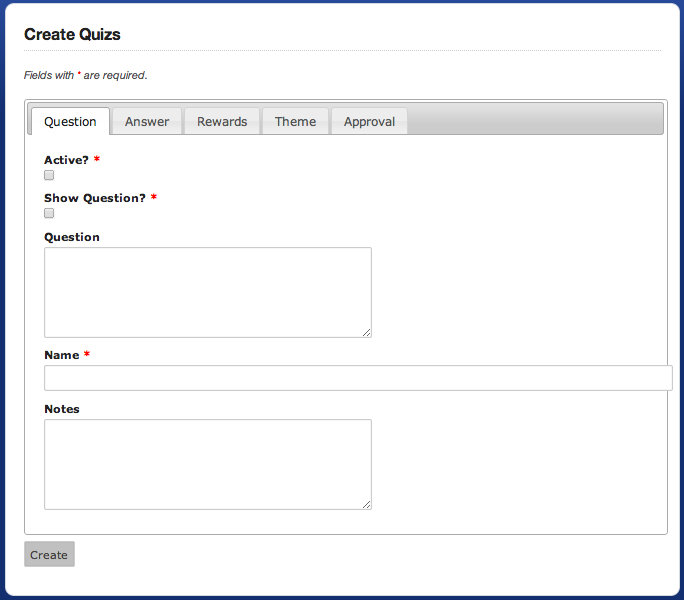 Create Quizs
Fields with * are required.
Question Answer Rewards Theme Approval
Active? *
Show Question? *
Question
Name *
Notes
Create